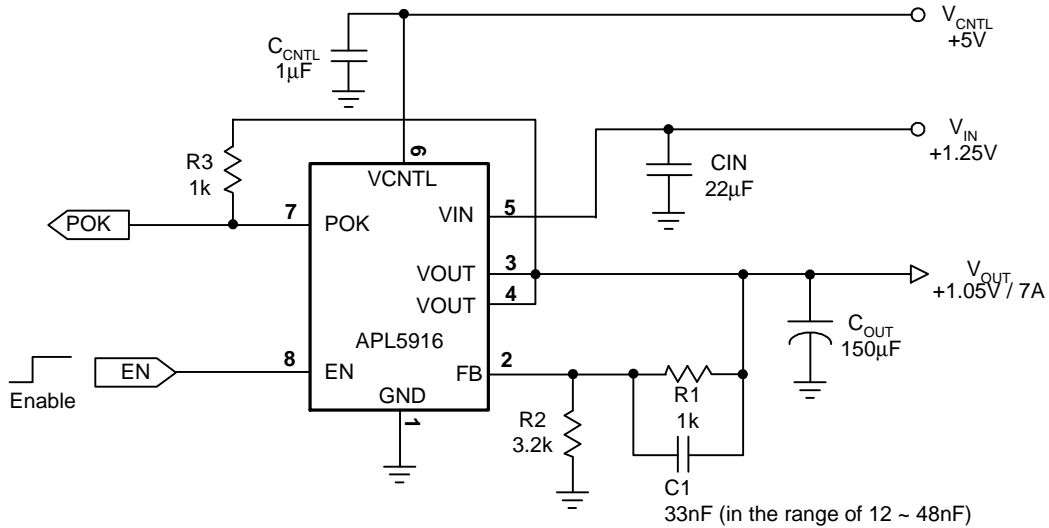 V_CNTL
+5V
C_CNTL
1μF
V_IN
+1.25V
R3
1k
6
VCNTL
CIN
22μF
POK
7
POK
VIN
5
VOUT
3
VOUT
4
V_OUT
+1.05V / 7A
C_OUT
150μF
APL5916
Enable
EN
8
EN
FB
2
GND
1
R2
3.2k
R1
1k
C1
33nF (in the range of 12 ~ 48nF)